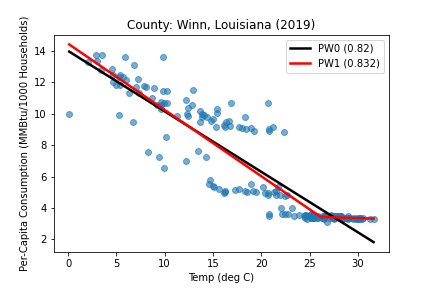 County: Winn, Louisiana (2019)
Per-Capita Consumption (MMBtu/1000 Households)
14
12
10
8
6
4
2
PW0 (0.82)
PW1 (0.832)
0 5 10 15 20 25 30
Temp (deg C)